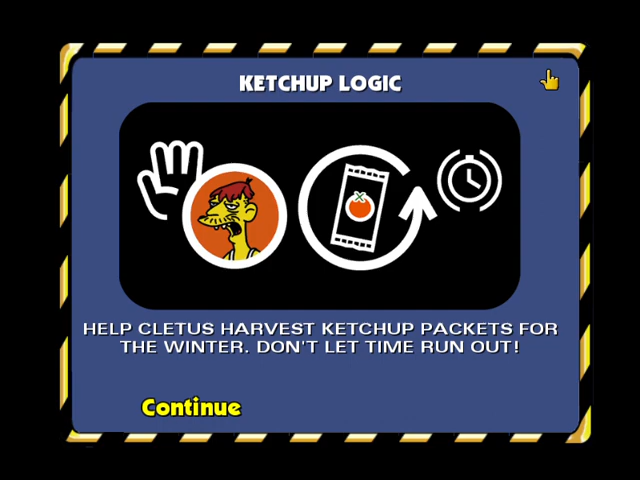 KETCHUP LOGIC
HELP CLETUS HARVEST KETCHUP PACKETS FOR
THE WINTER. DON'T LET TIME RUN OUT!
Continue